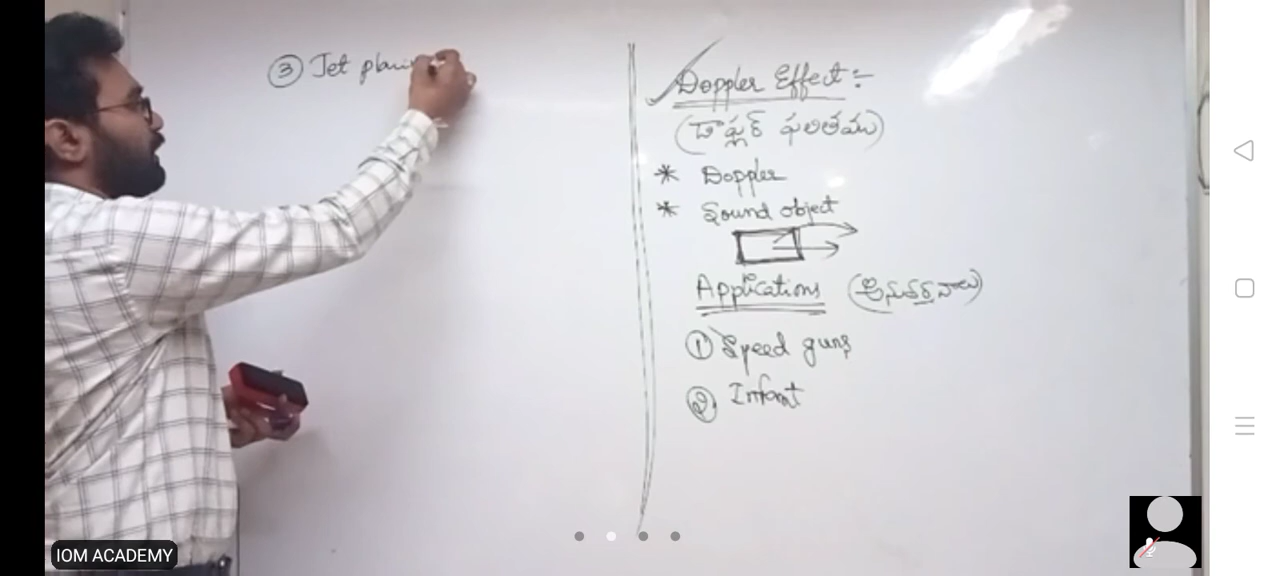 ③ Jet plain
Doppler Effect :-
(డాప్లర్ ఫలితము)
* Doppler
* Sound object
Applications (అనువర్తనాలు)
① Speed guns
② Infant
IOM ACADEMY